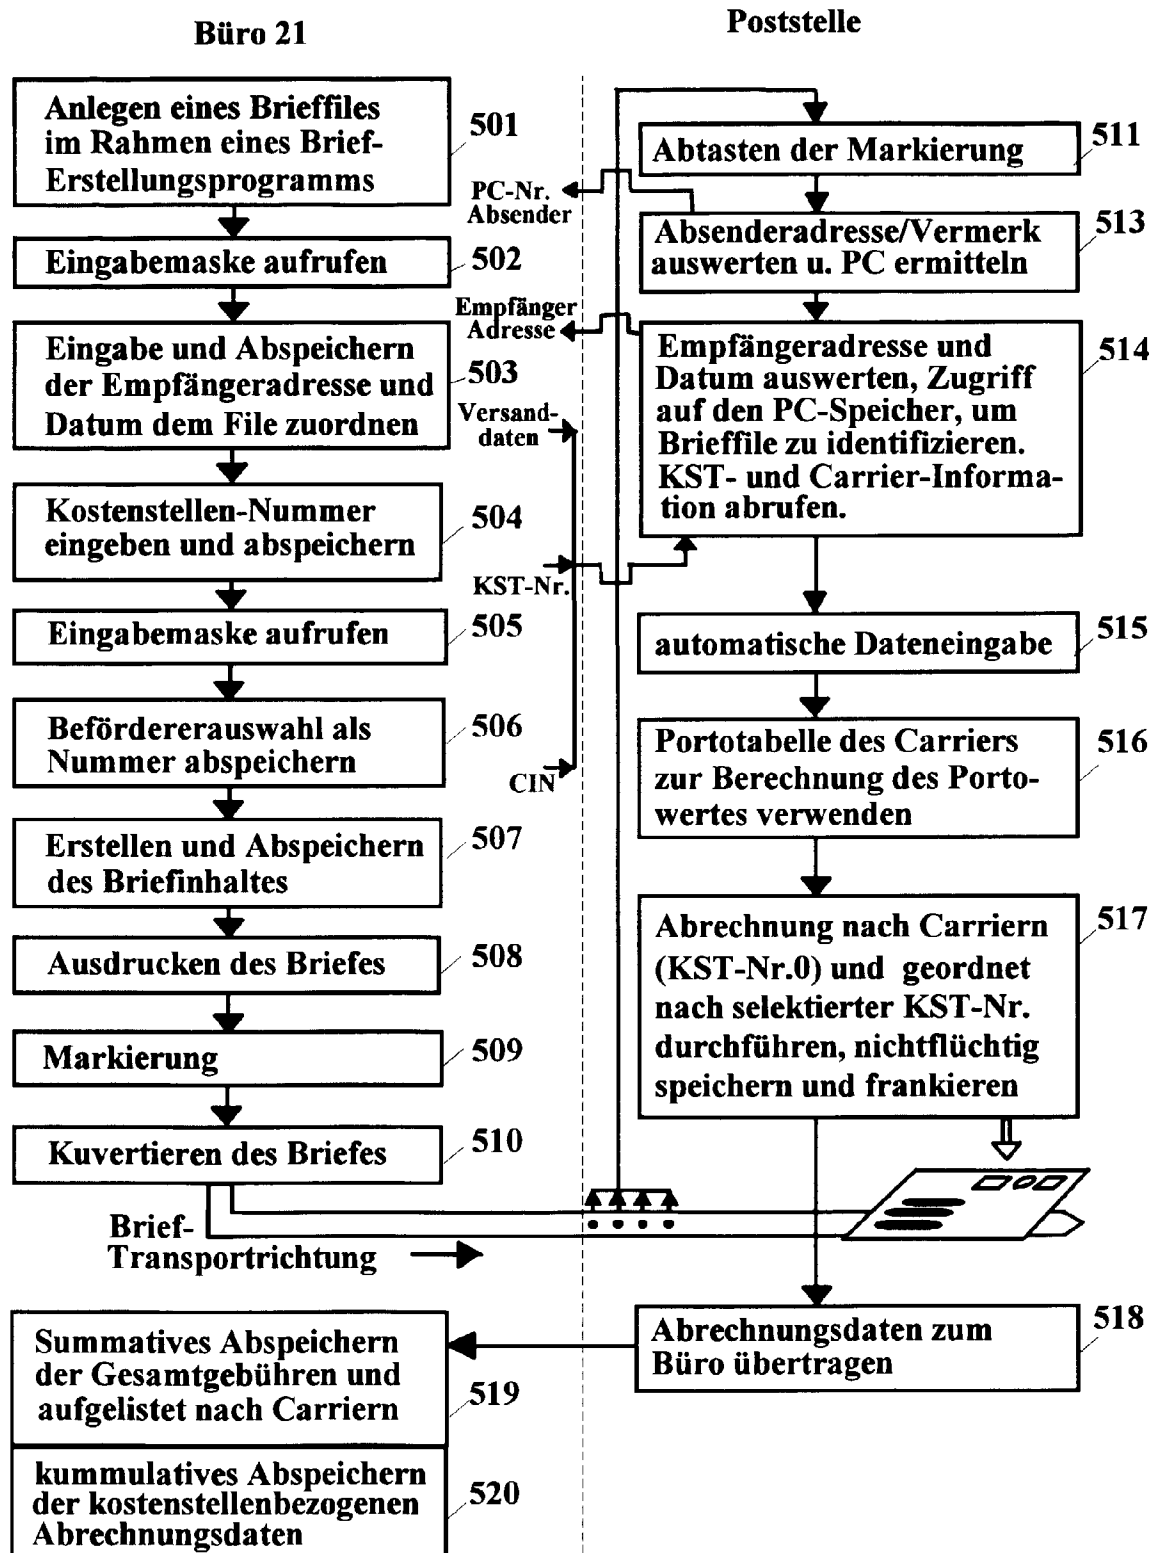 Büro 21
Anlegen eines Brieffiles
im Rahmen eines Brief-
Erstellungsprogramms
501
Eingabemaske aufrufen
502
Eingabe und Abspeichern
der Empfängeradresse und
Datum dem File zuordnen
503
Kostenstellen-Nummer
eingeben und abspeichern
504
Eingabemaske aufrufen
505
Befördererauswahl als
Nummer abspeichern
506
Erstellen und Abspeichern
des Briefinhaltes
507
Ausdrucken des Briefes
508
Markierung
509
Kuvertieren des Briefes
510
Brief-
Transportrichtung
PC-Nr.
Absender
Empfänger
Adresse
Versand-
daten
KST-Nr.
CIN
Poststelle
Abtasten der Markierung
511
Absenderadresse/Vermerk
auswerten u. PC ermitteln
513
Empfängeradresse und
Datum auswerten, Zugriff
auf den PC-Speicher, um
Brieffile zu identifizieren.
KST- und Carrier-Informa-
tion abrufen.
514
automatische Dateneingabe
515
Portotabelle des Carriers
zur Berechnung des Porto-
wertes verwenden
516
Abrechnung nach Carriern
(KST-Nr.0) und geordnet
nach selektierter KST-Nr.
durchführen, nichtflüchtig
speichern und frankieren
517
Abrechnungsdaten zum
Büro übertragen
518
Summatives Abspeichern
der Gesamtgebühren und
aufgelistet nach Carriern
519
kummulatives Abspeichern
der kostenstellenbezogenen
Abrechnungsdaten
520